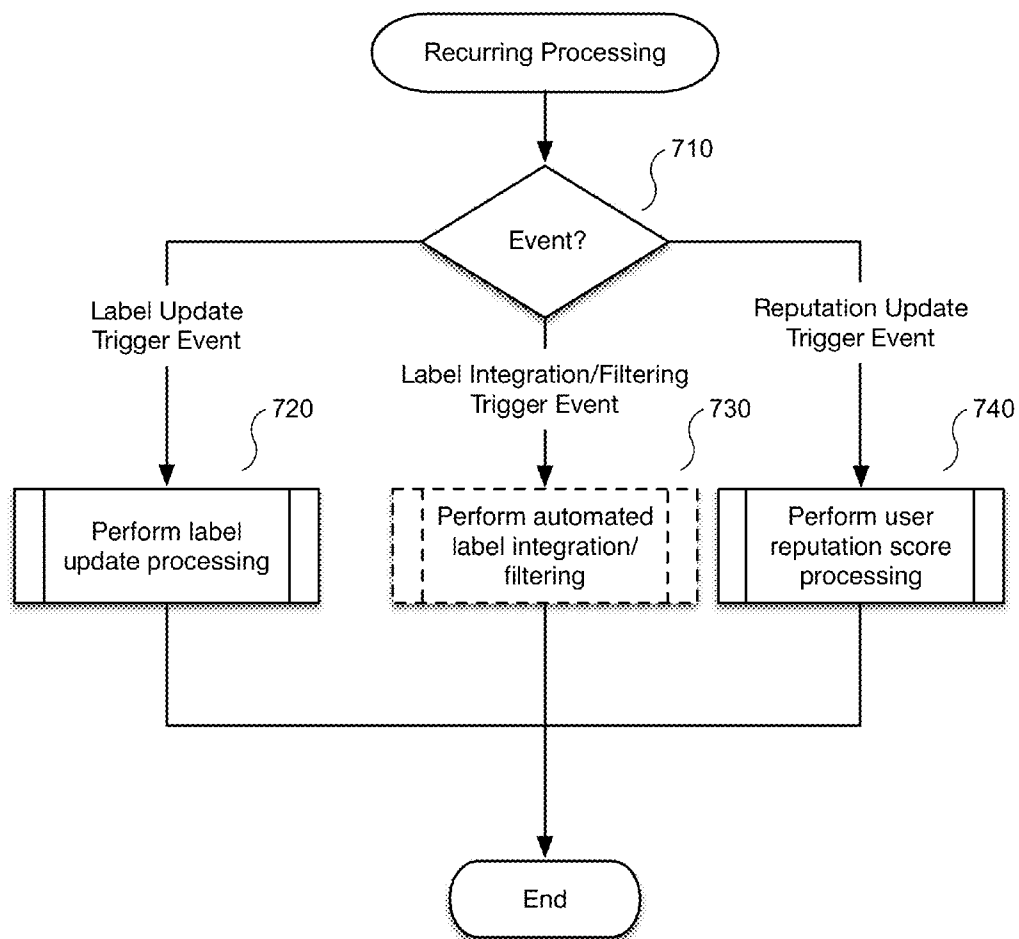 Recurring Processing
710
Event?
Label Update
Trigger Event
Label Integration/Filtering
Trigger Event
Reputation Update
Trigger Event
720
730
740
Perform label
update processing
Perform automated
label integration/
filtering
Perform user
reputation score
processing
End